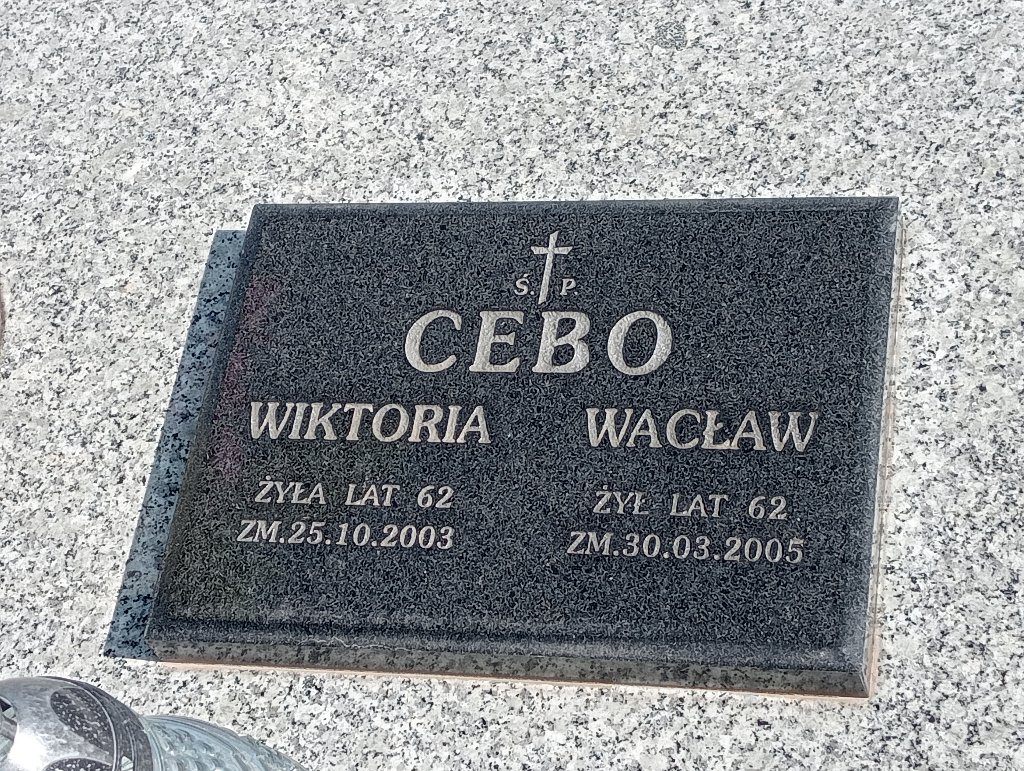 Ś. P.
CEBO
WIKTORIA WACŁAW
ŻYŁA LAT 62 ŻYŁ LAT 62
ZM.25.10.2003 ZM.30.03.2005